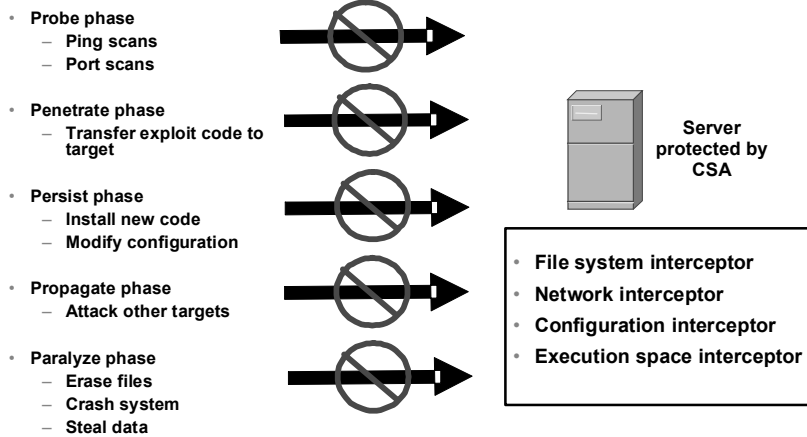 • Probe phase
– Ping scans
– Port scans
• Penetrate phase
– Transfer exploit code to
target
• Persist phase
– Install new code
– Modify configuration
• Propagate phase
– Attack other targets
• Paralyze phase
– Erase files
– Crash system
– Steal data
Server
protected by
CSA
• File system interceptor
• Network interceptor
• Configuration interceptor
• Execution space interceptor